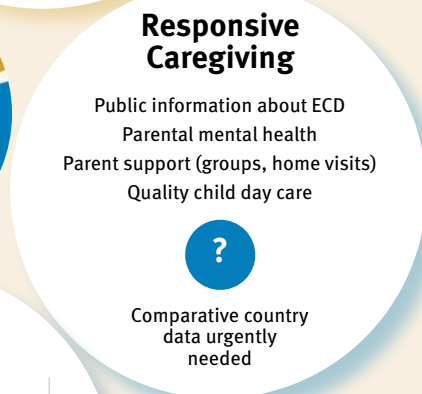 Responsive
Caregiving
Public information about ECD
Parental mental health
Parent support (groups, home visits)
Quality child day care
?
Comparative country
data urgently
needed